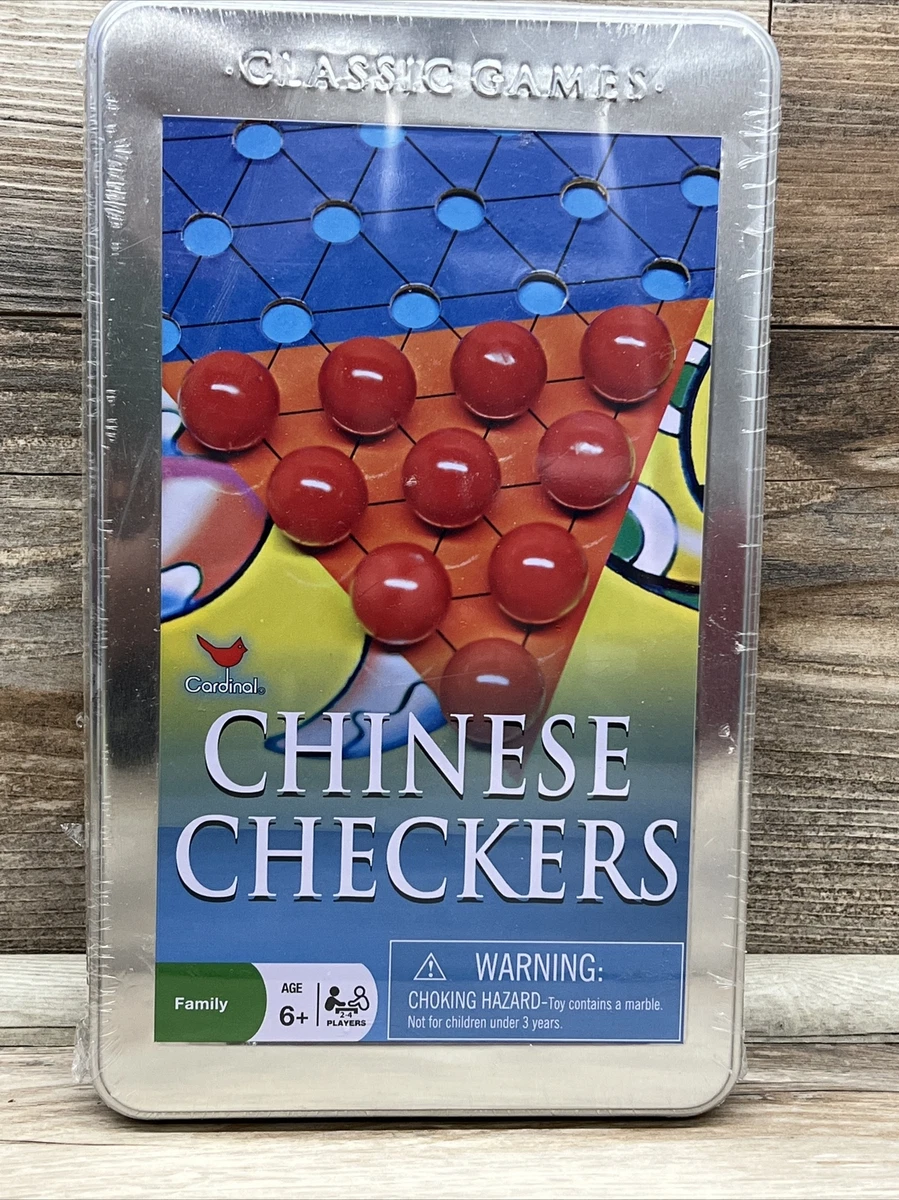 ·CLASSIC GAMES·
Cardinal®
CHINESE
CHECKERS
Family
AGE
6+
2-4
PLAYERS
WARNING:
CHOKING HAZARD–Toy contains a marble.
Not for children under 3 years.